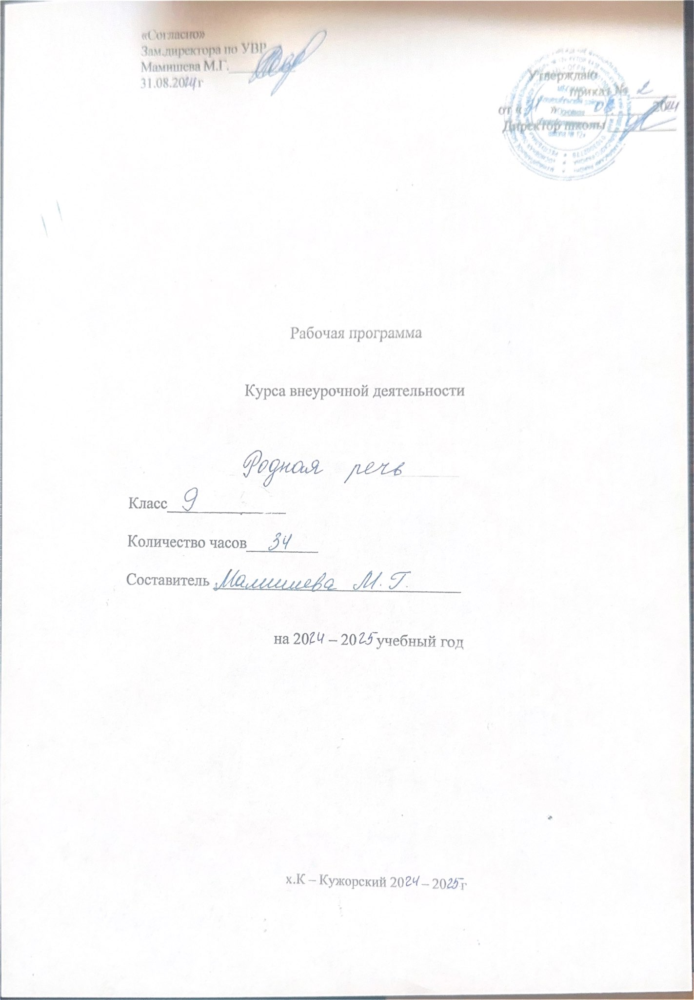 «Согласно»
Зам.директора по УВР
Мамишева М.Г.
31.08.2024г
Утверждаю
приказ № 2
от «31» 08 2024
Директор школы
Рабочая программа
Курса внеурочной деятельности
Родная речь
Класс 9
Количество часов 34
Составитель Мамишева М.Г.
на 2024 – 2025 учебный год
х.К – Кужорский 2024 – 2025г